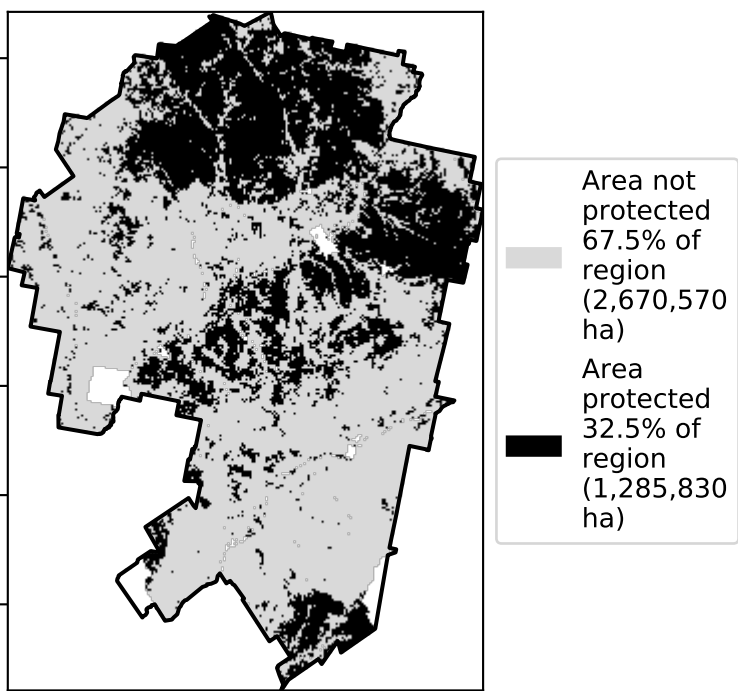 Area not
protected
67.5% of
region
(2,670,570
ha)
Area
protected
32.5% of
region
(1,285,830
ha)